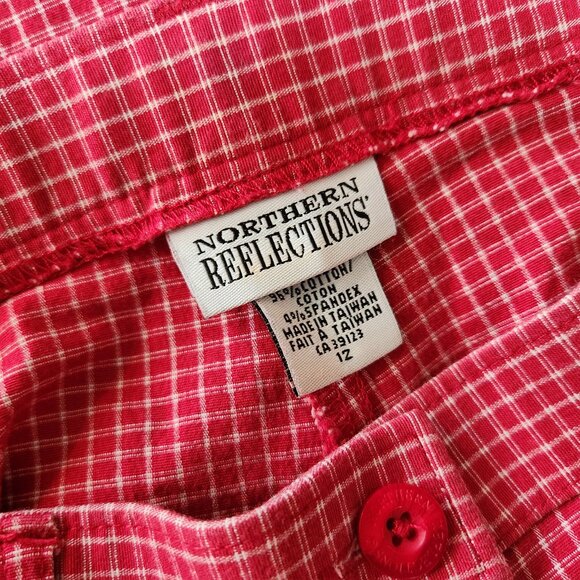 NORTHERN
REFLECTIONS
96% COTTON/
COTON
4% SPANDEX
MADE IN TAIWAN
FAIT A TAIWAN
CA 39123
12